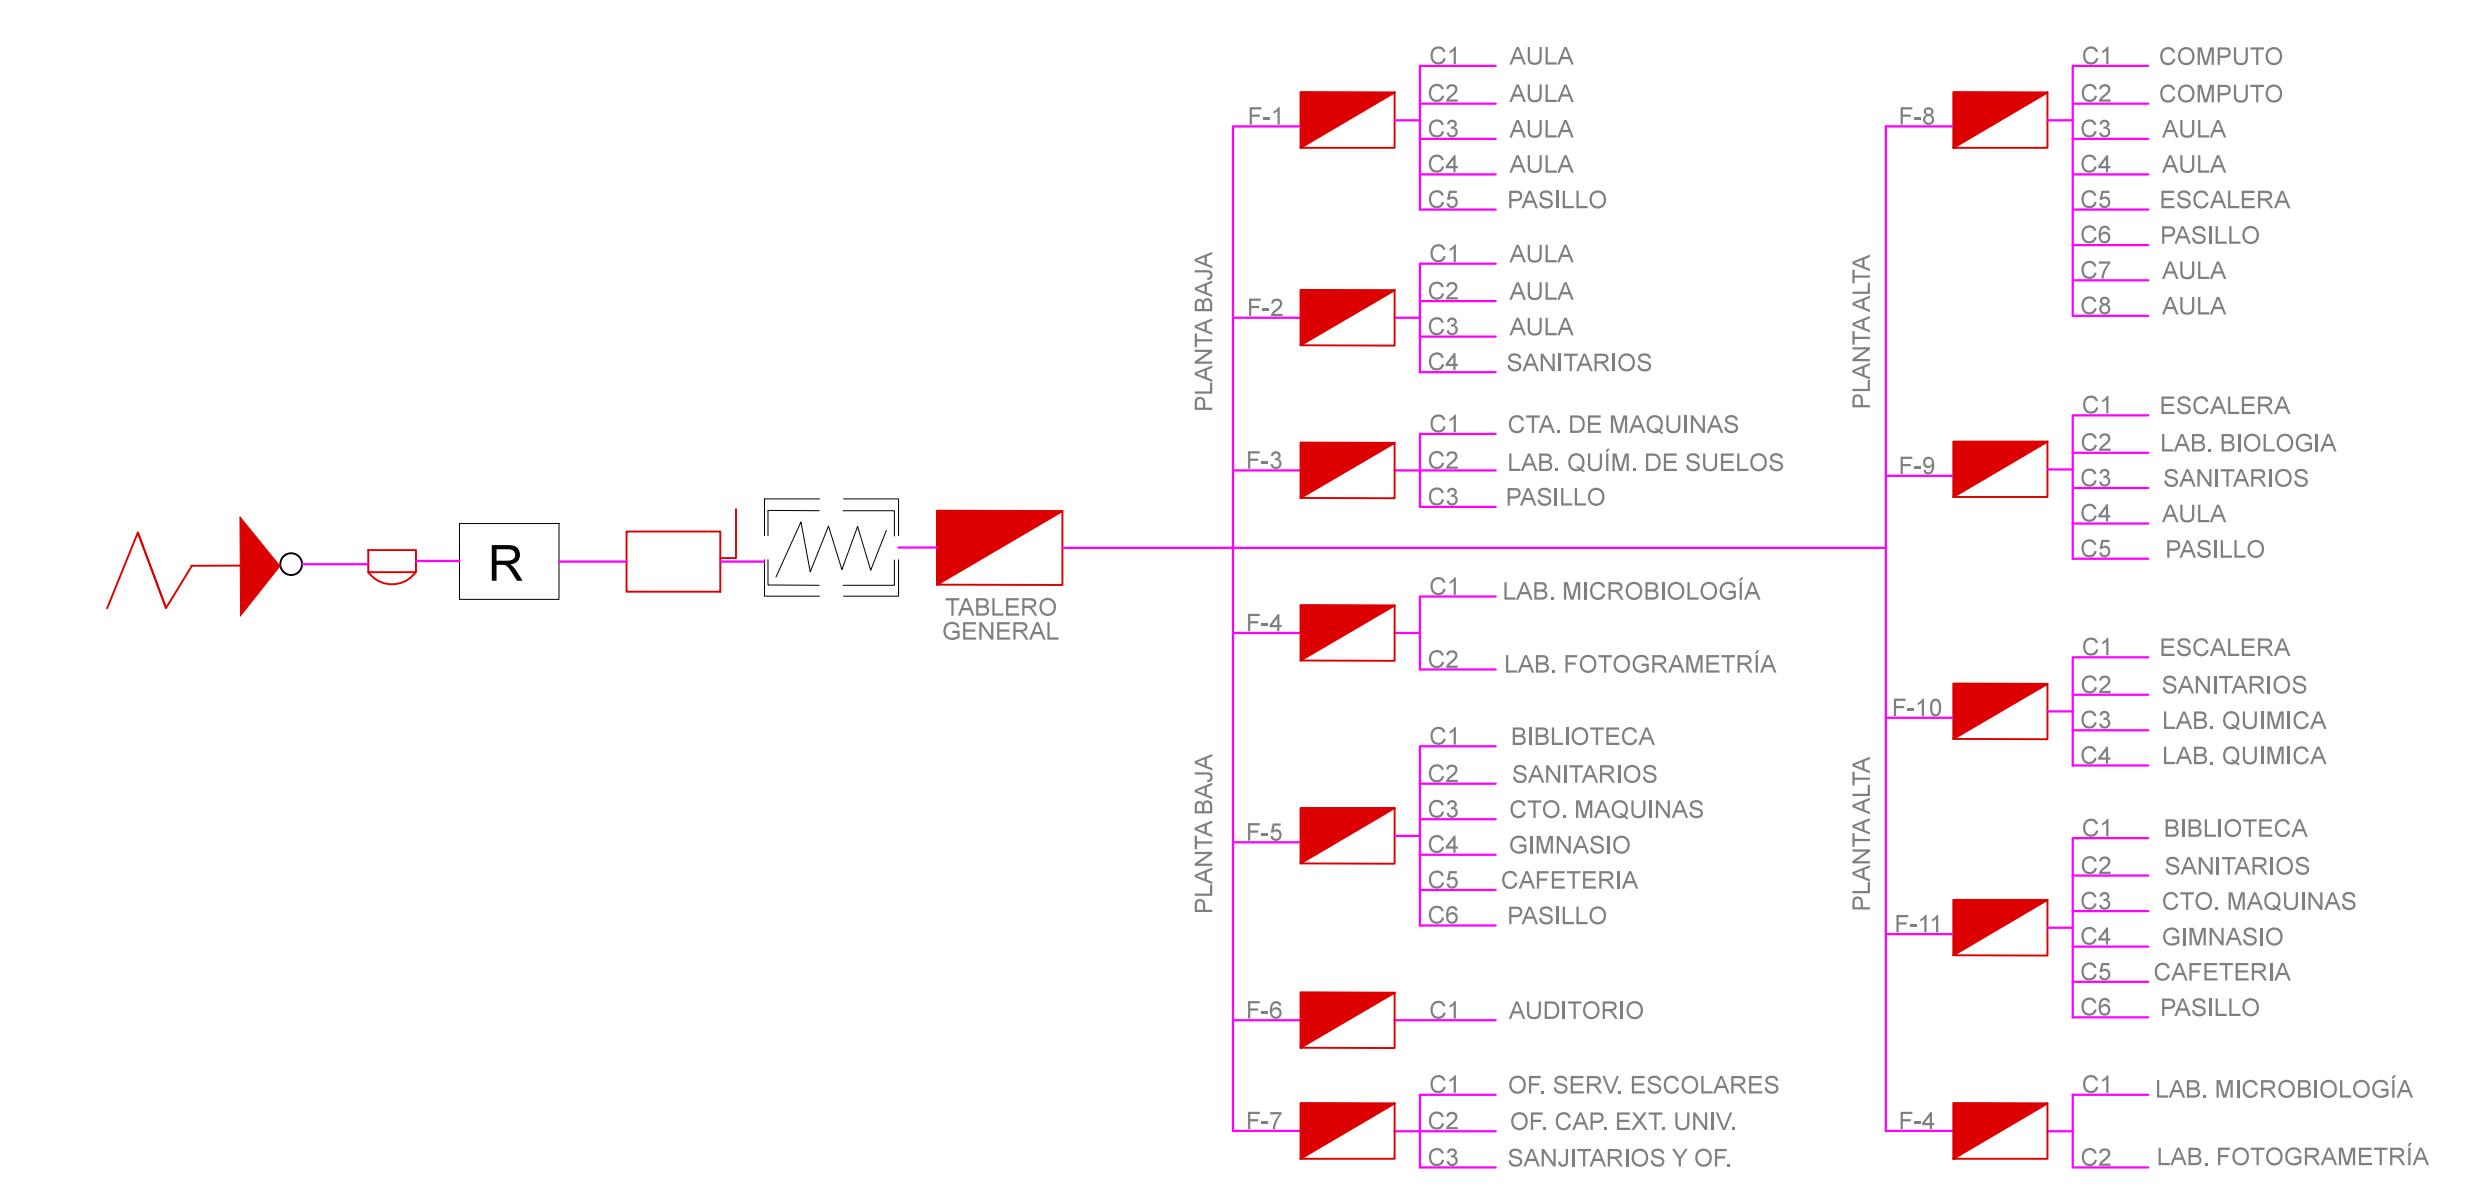 R
TABLERO
GENERAL
PLANTA BAJA
F-1
C1 AULA
C2 AULA
C3 AULA
C4 AULA
C5 PASILLO
F-2
C1 AULA
C2 AULA
C3 AULA
C4 SANITARIOS
F-3
C1 CTA. DE MAQUINAS
C2 LAB. QUÍM. DE SUELOS
C3 PASILLO
PLANTA BAJA
F-4
C1 LAB. MICROBIOLOGÍA
C2 LAB. FOTOGRAMETRÍA
F-5
C1 BIBLIOTECA
C2 SANITARIOS
C3 CTO. MAQUINAS
C4 GIMNASIO
C5 CAFETERIA
C6 PASILLO
F-6
C1 AUDITORIO
F-7
C1 OF. SERV. ESCOLARES
C2 OF. CAP. EXT. UNIV.
C3 SANJITARIOS Y OF.
PLANTA ALTA
F-8
C1 COMPUTO
C2 COMPUTO
C3 AULA
C4 AULA
C5 ESCALERA
C6 PASILLO
C7 AULA
C8 AULA
F-9
C1 ESCALERA
C2 LAB. BIOLOGIA
C3 SANITARIOS
C4 AULA
C5 PASILLO
PLANTA ALTA
F-10
C1 ESCALERA
C2 SANITARIOS
C3 LAB. QUIMICA
C4 LAB. QUIMICA
F-11
C1 BIBLIOTECA
C2 SANITARIOS
C3 CTO. MAQUINAS
C4 GIMNASIO
C5 CAFETERIA
C6 PASILLO
F-4
C1 LAB. MICROBIOLOGÍA
C2 LAB. FOTOGRAMETRÍA